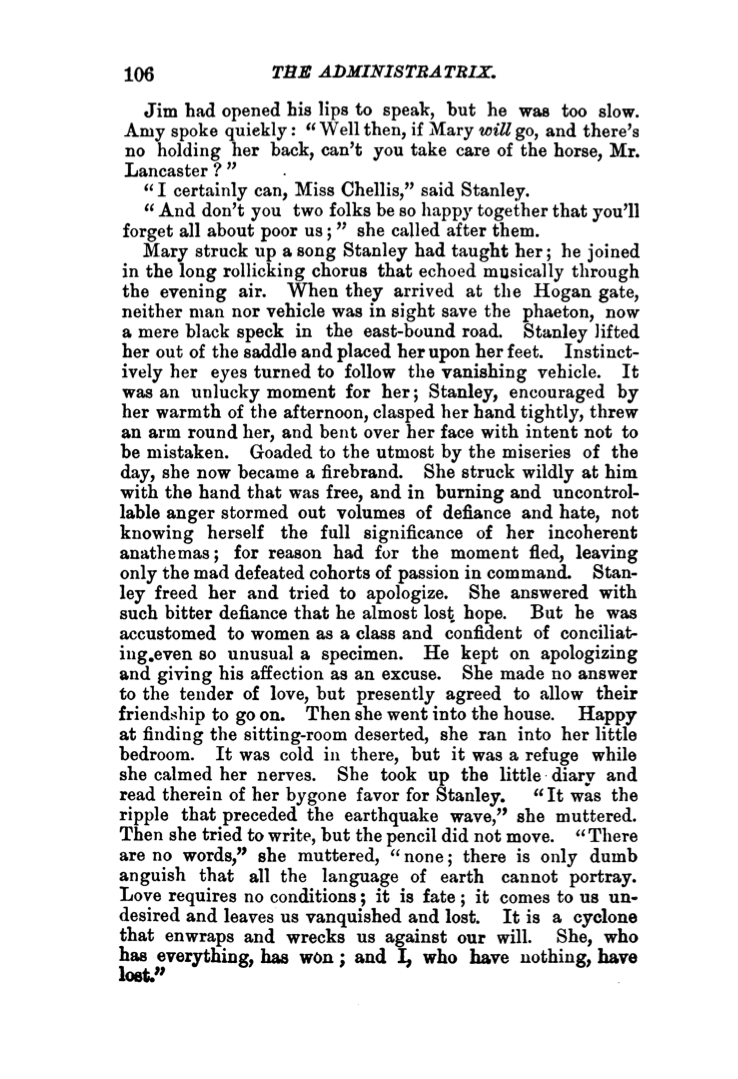 106 THE ADMINISTRATRIX.
Jim had opened his lips to speak, but he was too slow.
Amy spoke quickly: “Well then, if Mary will go, and there's
no holding her back, can't you take care of the horse, Mr.
Lancaster?”
“I certainly can, Miss Chellis,” said Stanley.
“And don't you two folks be so happy together that you'll
forget all about poor us;” she called after them.
Mary struck up a song Stanley had taught her; he joined
in the long rollicking chorus that echoed musically through
the evening air. When they arrived at the Hogan gate,
neither man nor vehicle was in sight save the phaeton, now
a mere black speck in the east-bound road. Stanley lifted
her out of the saddle and placed her upon her feet. Instinct-
ively her eyes turned to follow the vanishing vehicle. It
was an unlucky moment for her; Stanley, encouraged by
her warmth of the afternoon, clasped her hand tightly, threw
an arm round her, and bent over her face with intent not to
be mistaken. Goaded to the utmost by the miseries of the
day, she now became a firebrand. She struck wildly at him
with the hand that was free, and in burning and uncontrol-
lable anger stormed out volumes of defiance and hate, not
knowing herself the full significance of her incoherent
anathemas; for reason had for the moment fled, leaving
only the mad defeated cohorts of passion in command. Stan-
ley freed her and tried to apologize. She answered with
such bitter defiance that he almost lost hope. But he was
accustomed to women as a class and confident of conciliat-
ing even so unusual a specimen. He kept on apologizing
and giving his affection as an excuse. She made no answer
to the tender of love, but presently agreed to allow their
friendship to go on. Then she went into the house. Happy
at finding the sitting-room deserted, she ran into her little
bedroom. It was cold in there, but it was a refuge while
she calmed her nerves. She took up the little diary and
read therein of her bygone favor for Stanley. “It was the
ripple that preceded the earthquake wave,” she muttered.
Then she tried to write, but the pencil did not move. “There
are no words,” she muttered, “none; there is only dumb
anguish that all the language of earth cannot portray.
Love requires no conditions; it is fate; it comes to us un-
desired and leaves us vanquished and lost. It is a cyclone
that enwraps and wrecks us against our will. She, who
has everything, has won; and I, who have nothing, have
lost.”